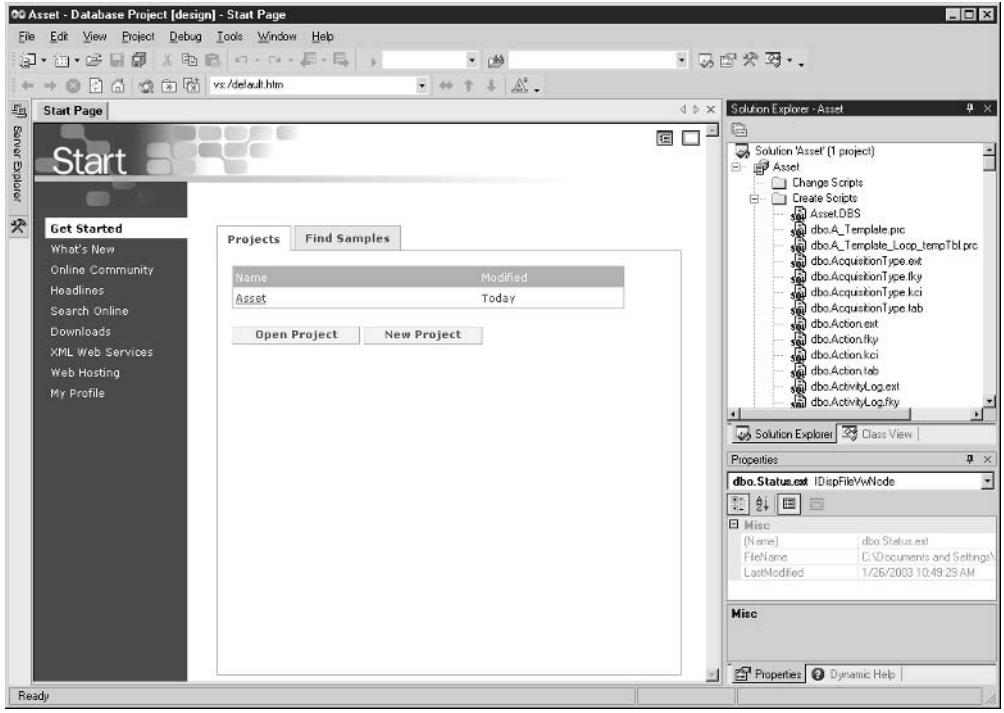 Asset - Database Project [design] - Start Page
File Edit View Project Debug Tools Window Help
vs:/default.htm
Server Explorer
Start Page
Start
Get Started
What's New
Online Community
Headlines
Search Online
Downloads
XML Web Services
Web Hosting
My Profile
Projects Find Samples
Name Modified
Asset Today
Open Project New Project
Solution Explorer - Asset
Solution 'Asset' (1 project)
Asset
Change Scripts
Create Scripts
Asset.DBS
dbo.A_Template.prc
dbo.A_Template_Loop_tempTbl.prc
dbo.AcquisitionType.ext
dbo.AcquisitionType.fky
dbo.AcquisitionType.kci
dbo.AcquisitionType.tab
dbo.Action.ext
dbo.Action.fky
dbo.Action.kci
dbo.Action.tab
dbo.ActivityLog.ext
dbo.ActivityLog.fky
Solution Explorer Class View
Properties
dbo.Status.ext IDispFileVwNode
Misc
(Name) dbo.Status.ext
FileName C:\Documents and Settings\
LastModified 1/26/2003 10:49:29 AM
Misc
Properties Dynamic Help
Ready